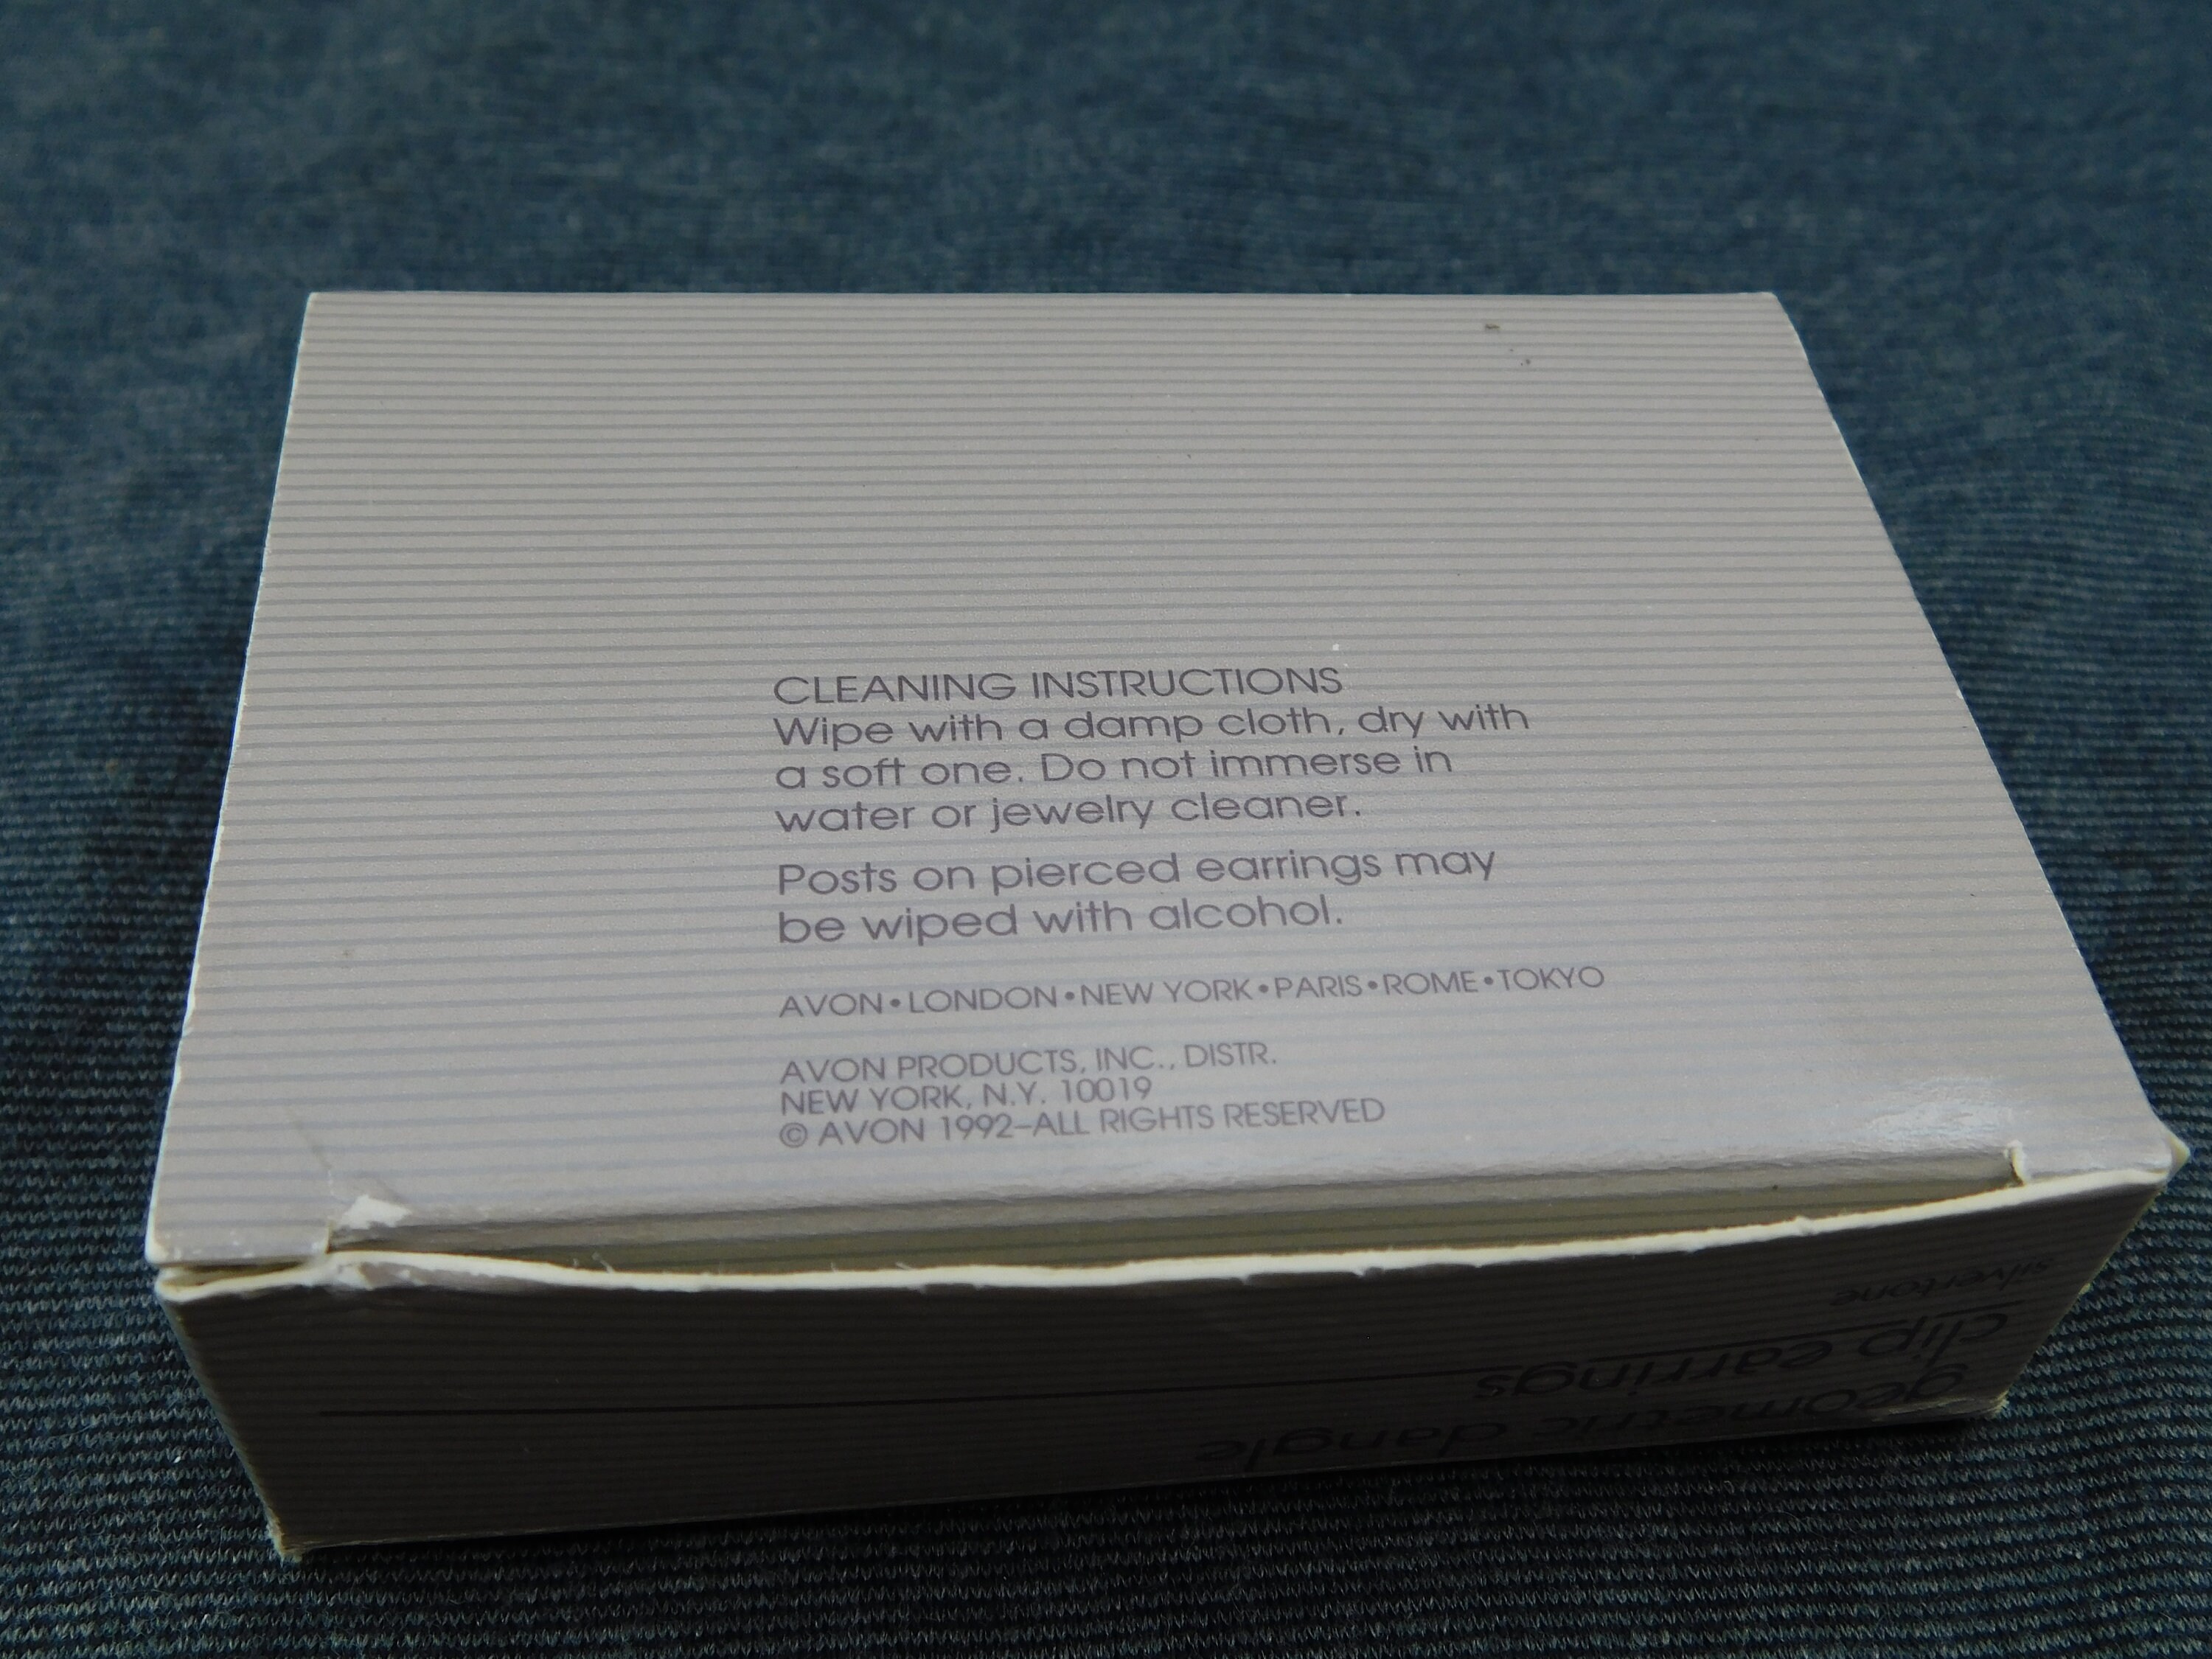 CLEANING INSTRUCTIONS
Wipe with a damp cloth, dry with
a soft one. Do not immerse in
water or jewelry cleaner.
Posts on pierced earrings may
be wiped with alcohol.
AVON•LONDON•NEW YORK•PARIS•ROME•TOKYO
AVON PRODUCTS, INC., DISTR.
NEW YORK, N.Y. 10019
© AVON 1992–ALL RIGHTS RESERVED
geometric dangle
clip earrings
silvertone